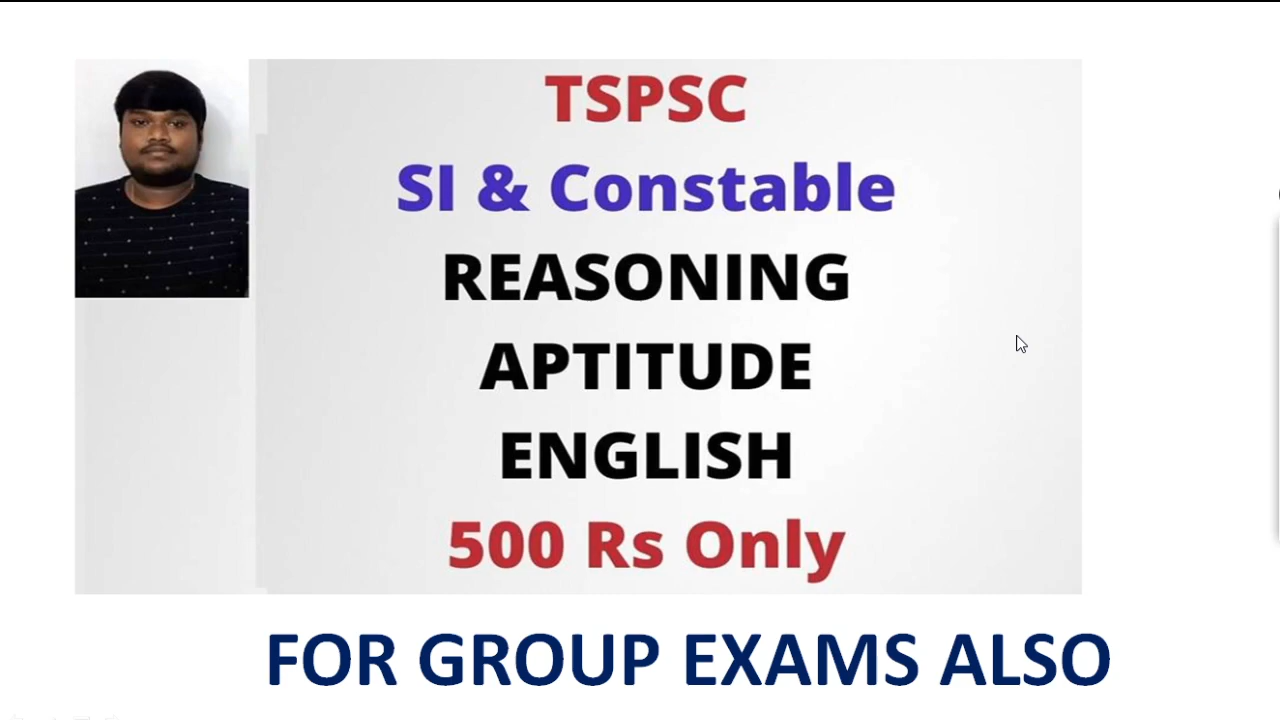 TSPSC
SI & Constable
REASONING
APTITUDE
ENGLISH
500 Rs Only
FOR GROUP EXAMS ALSO